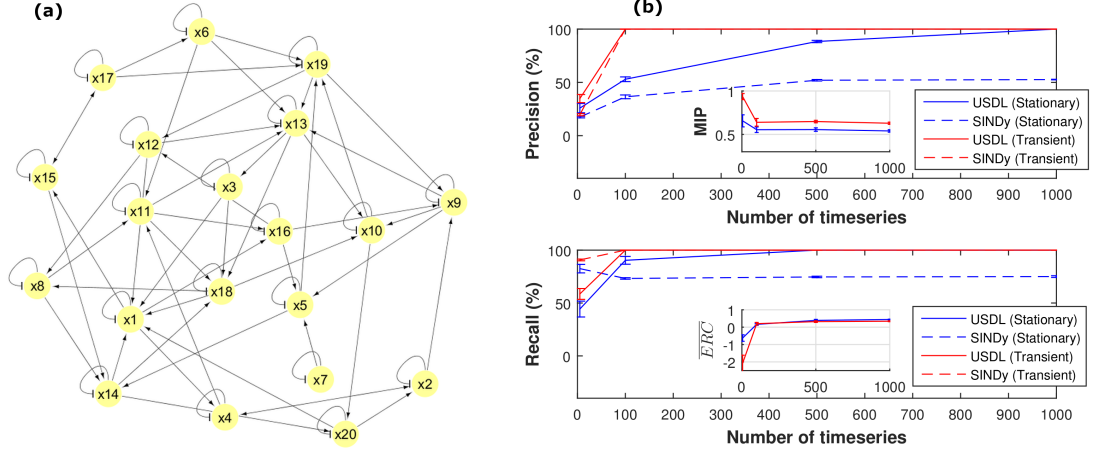 (a)
x6
x19
x17
x13
x12
x15
x3
x11
x9
x16
x10
x8
x18
x5
x1
x7
x2
x14
x4
x20
(b)
Precision (%)
100
50
0
0 100 200 300 400 500 600 700 800 900 1000
Number of timeseries
MIP
1
0.5
0 500 1000
USDL (Stationary)
SINDy (Stationary)
USDL (Transient)
SINDy (Transient)
Recall (%)
100
50
0
0 100 200 300 400 500 600 700 800 900 1000
Number of timeseries
ERC
1
0
-1
-2
0 500 1000
USDL (Stationary)
SINDy (Stationary)
USDL (Transient)
SINDy (Transient)